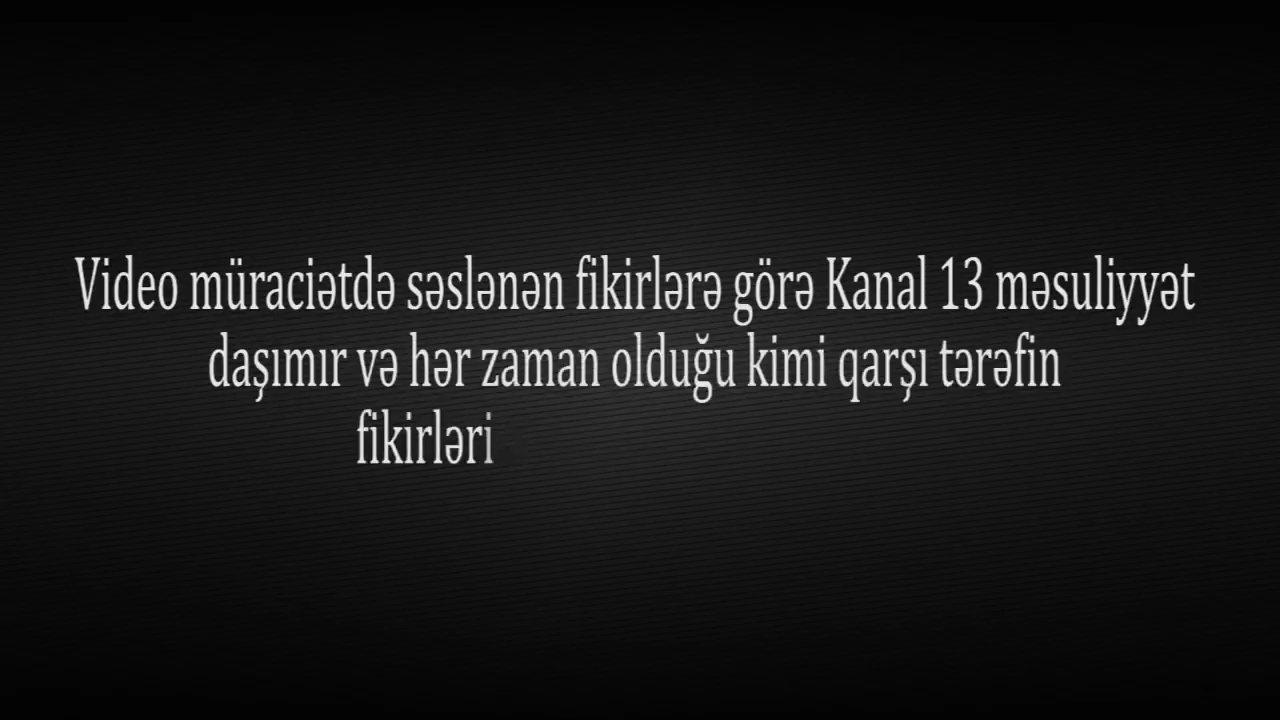 Video müraciətdə səslənən fikirlərə görə Kanal 13 məsuliyyət
daşımır və hər zaman olduğu kimi qarşı tərəfin
fikirləri